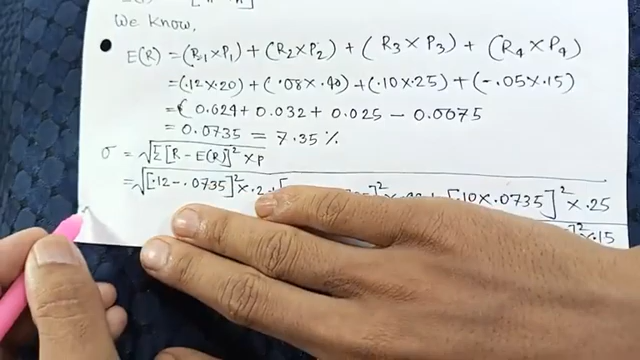 We know,
E(R) = (R1×P1) + (R2×P2) + (R3×P3) + (R4×P4)
= (.12×.20) + (.08×.40) + (.10×.25) + (-.05×.15)
= ( 0.024 + 0.032 + 0.025 - 0.0075
= 0.0735 = 7.35%
σ = √Σ[R-E(R)]²×P
= √[.12-.0735]²×.2 [.10×.0735]²×.25
]²×.15